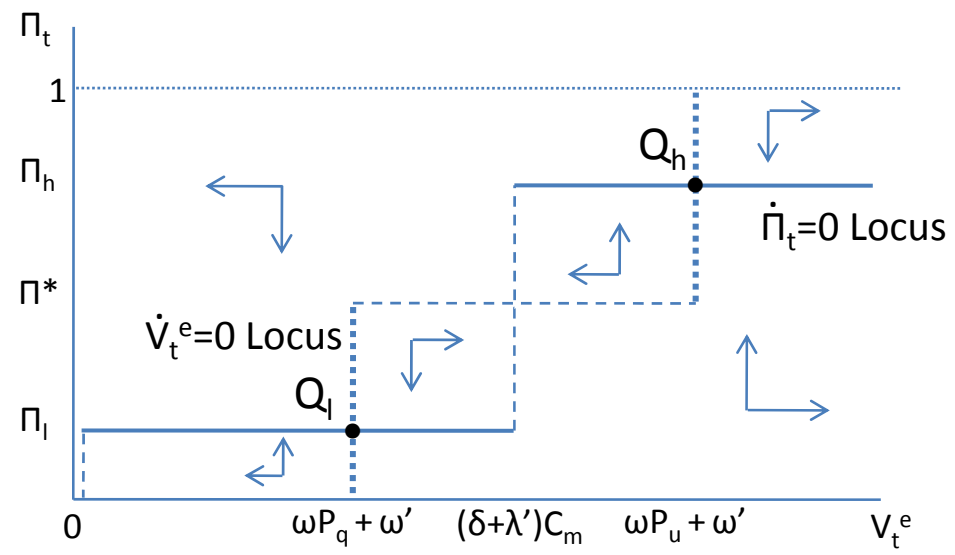 Π_t
1
Q_h
Π_h
Π̇_t=0 Locus
Π*
V̇_t^e=0 Locus
Q_l
Π_l
0 ωP_q + ω’ (δ+λ’)C_m ωP_u + ω’ V_t^e